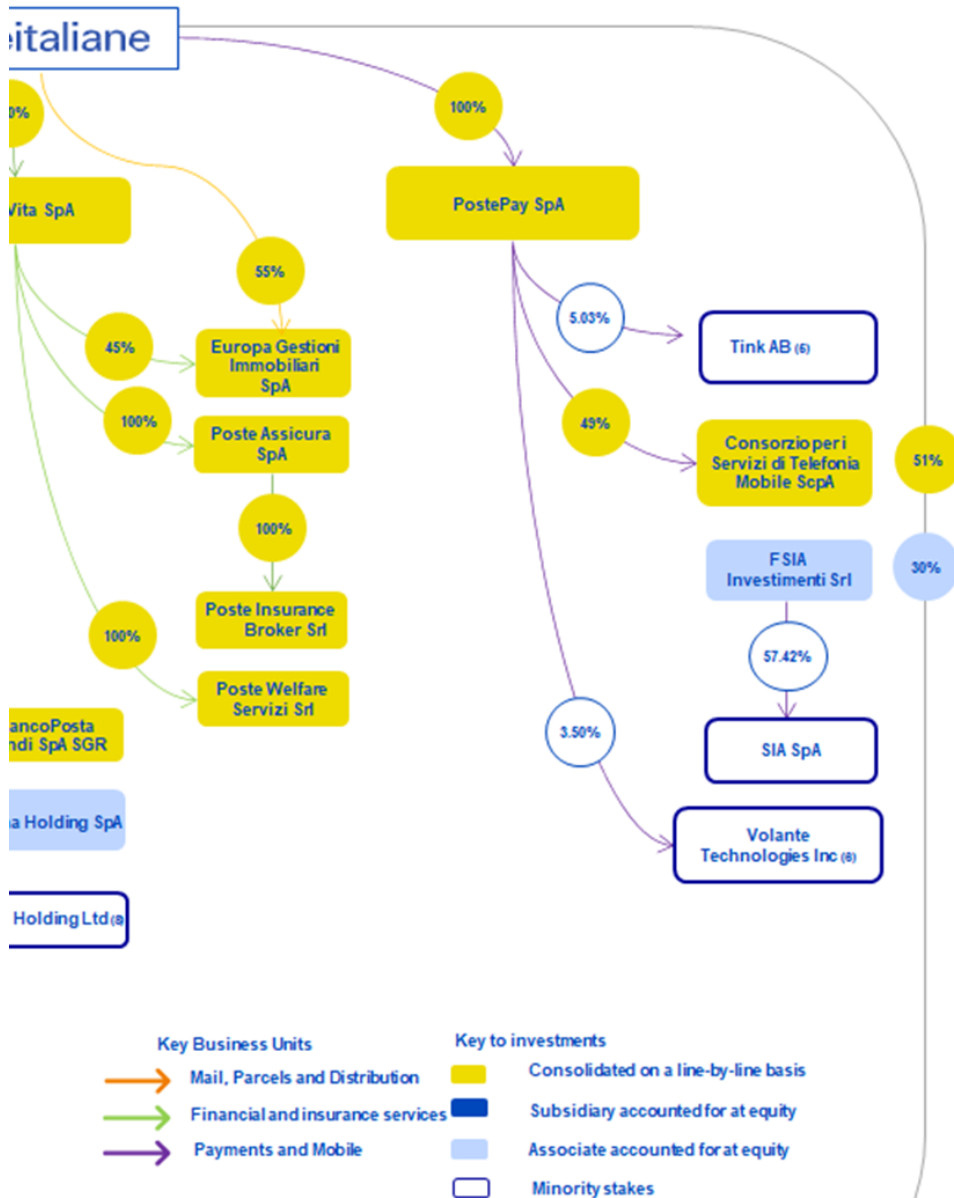 eitaliane
0%
100%
Vita SpA
PostePay SpA
55%
5.03%
45%
Europa Gestioni
Immobiliari
SpA
Tink AB (6)
100%
Poste Assicura
SpA
49%
Consorzio per i
Servizi di Telefonia
Mobile ScpA
51%
100%
FSIA
Investimenti Srl
30%
Poste Insurance
Broker Srl
100%
57.42%
Poste Welfare
Servizi Srl
ancoPosta
ndi SpA SGR
3.50%
SIA SpA
a Holding SpA
Volante
Technologies Inc (6)
Holding Ltd (8)
Key Business Units
Mail, Parcels and Distribution
Financial and insurance services
Payments and Mobile
Key to investments
Consolidated on a line-by-line basis
Subsidiary accounted for at equity
Associate accounted for at equity
Minority stakes